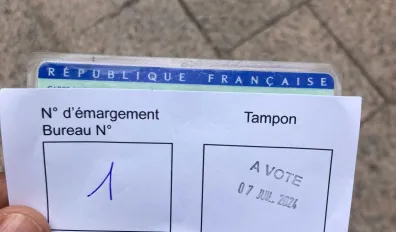 RÉPUBLIQUE FRANÇAISE
N° d'émargement
Bureau N°
Tampon
1
A VOTE
07 JUIL. 2024